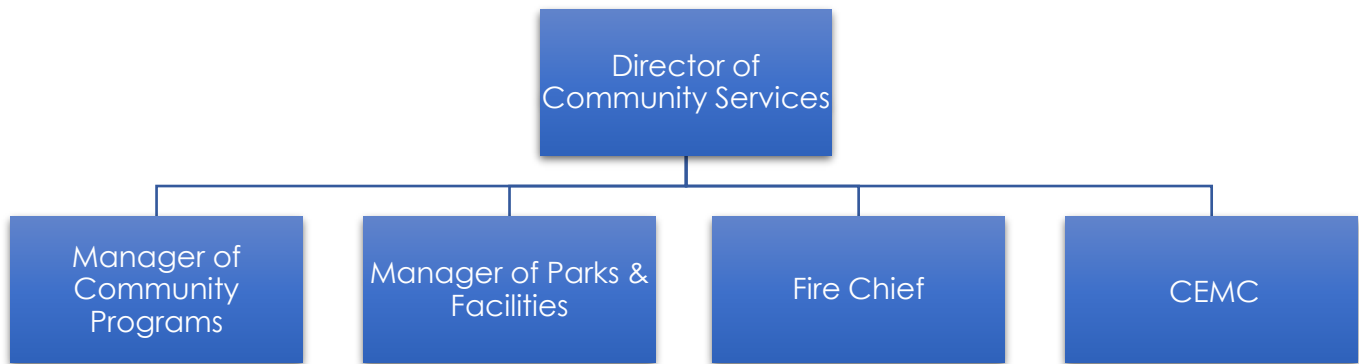 Director of
Community Services
Manager of
Community
Programs
Manager of Parks &
Facilities
Fire Chief
CEMC